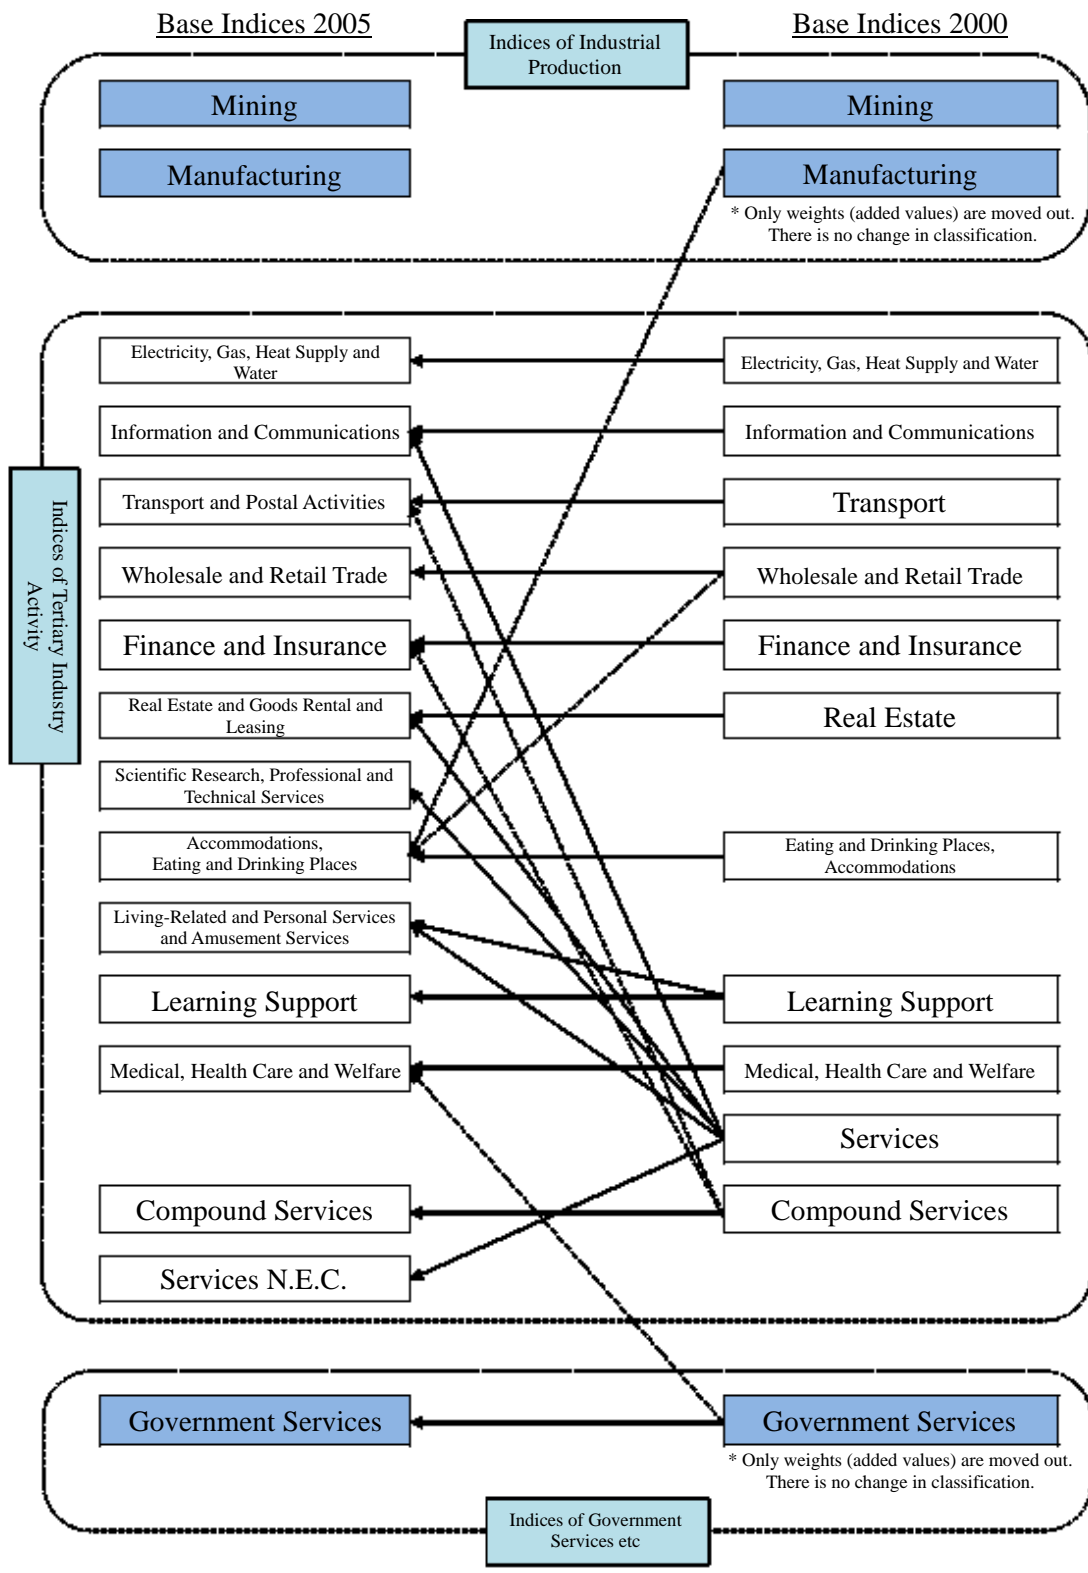 Base Indices 2005
Base Indices 2000
Indices of Industrial
Production
Mining
Mining
Manufacturing
Manufacturing
* Only weights (added values) are moved out.
There is no change in classification.
Indices of Tertiary Industry
Activity
Electricity, Gas, Heat Supply and
Water
Electricity, Gas, Heat Supply and Water
Information and Communications
Information and Communications
Transport and Postal Activities
Transport
Wholesale and Retail Trade
Wholesale and Retail Trade
Finance and Insurance
Finance and Insurance
Real Estate and Goods Rental and
Leasing
Real Estate
Scientific Research, Professional and
Technical Services
Accommodations,
Eating and Drinking Places
Eating and Drinking Places,
Accommodations
Living-Related and Personal Services
and Amusement Services
Learning Support
Learning Support
Medical, Health Care and Welfare
Medical, Health Care and Welfare
Services
Compound Services
Compound Services
Services N.E.C.
Government Services
Government Services
* Only weights (added values) are moved out.
There is no change in classification.
Indices of Government
Services etc